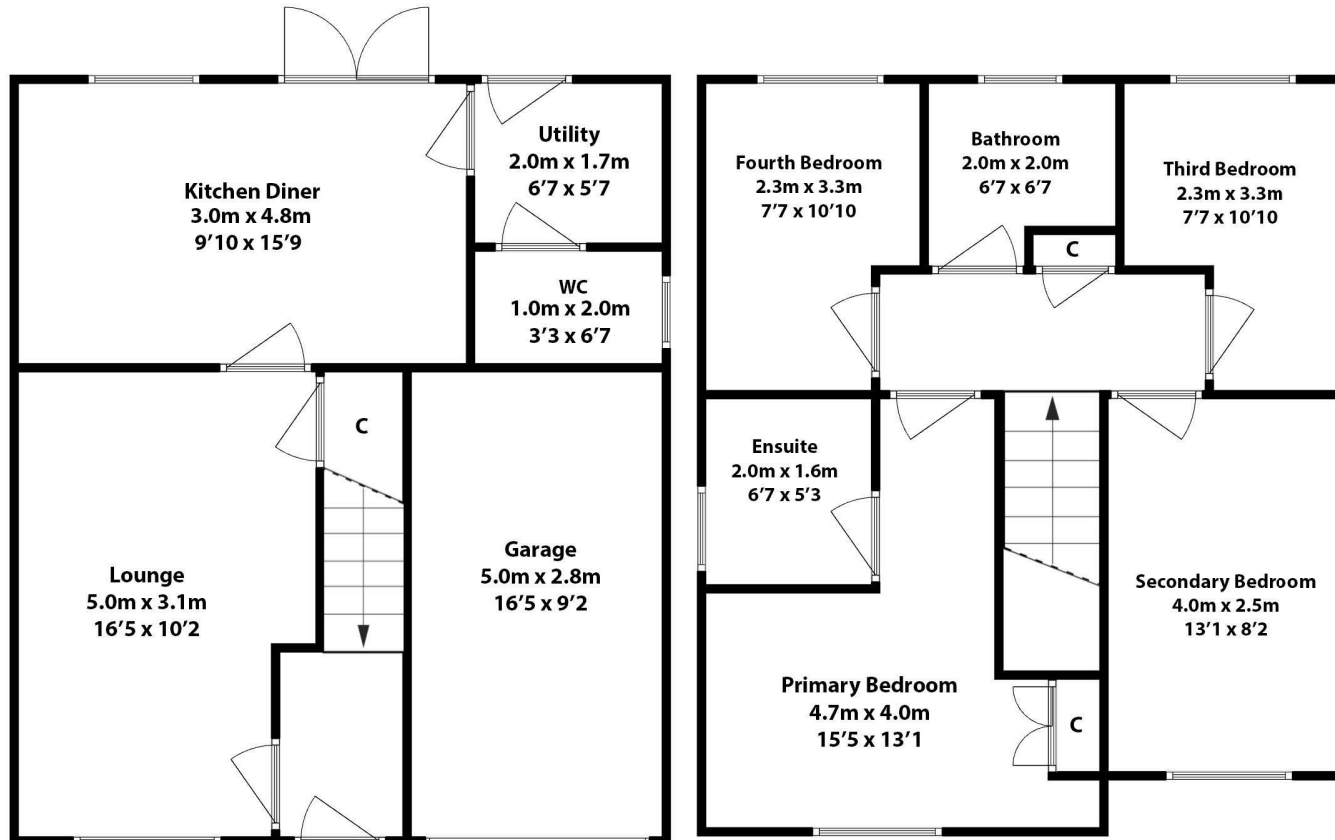 Kitchen Diner
3.0m x 4.8m
9'10 x 15'9
Utility
2.0m x 1.7m
6'7 x 5'7
WC
1.0m x 2.0m
3'3 x 6'7
C
Lounge
5.0m x 3.1m
16'5 x 10'2
Garage
5.0m x 2.8m
16'5 x 9'2
Fourth Bedroom
2.3m x 3.3m
7'7 x 10'10
Bathroom
2.0m x 2.0m
6'7 x 6'7
Third Bedroom
2.3m x 3.3m
7'7 x 10'10
C
Ensuite
2.0m x 1.6m
6'7 x 5'3
Secondary Bedroom
4.0m x 2.5m
13'1 x 8'2
Primary Bedroom
4.7m x 4.0m
15'5 x 13'1
C